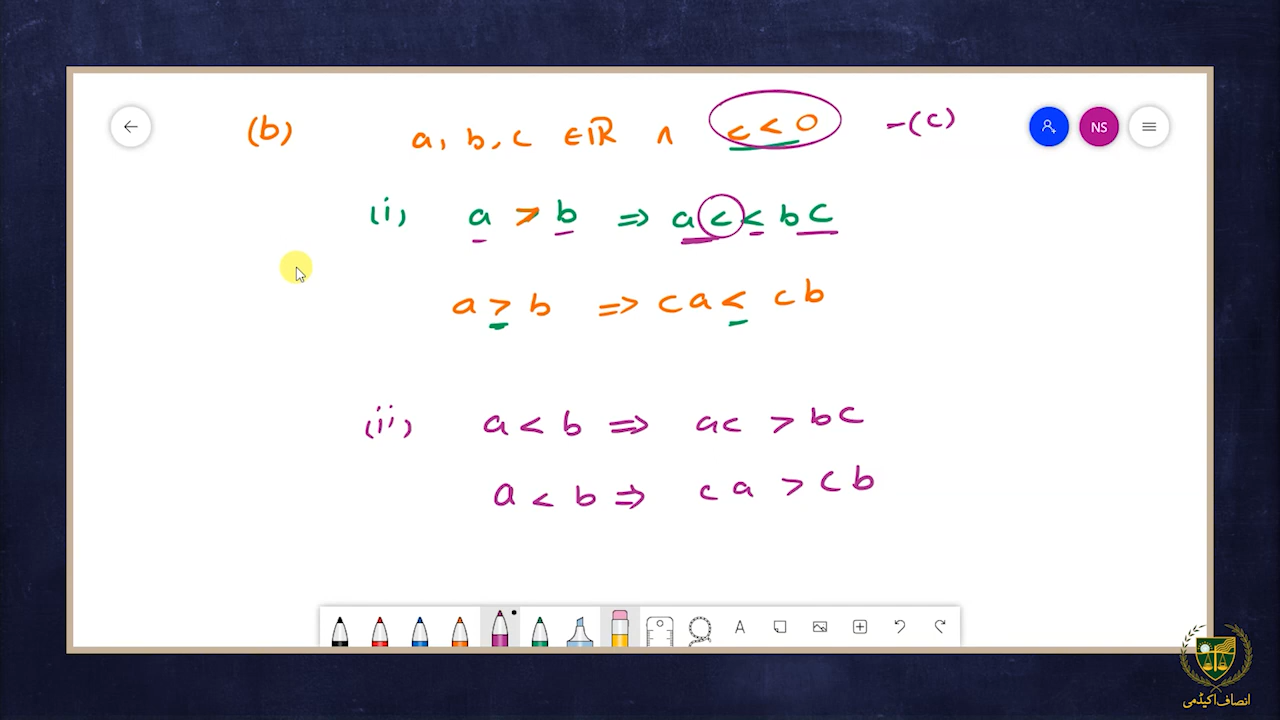 (b) a, b, c ∈ ℝ ∧ c < 0 -(c)
NS
(i) a > b ⇒ ac < bc
a > b ⇒ ca < cb
(ii) a < b ⇒ ac > bc
a < b ⇒ ca > cb
A
انصاف اکیڈمی